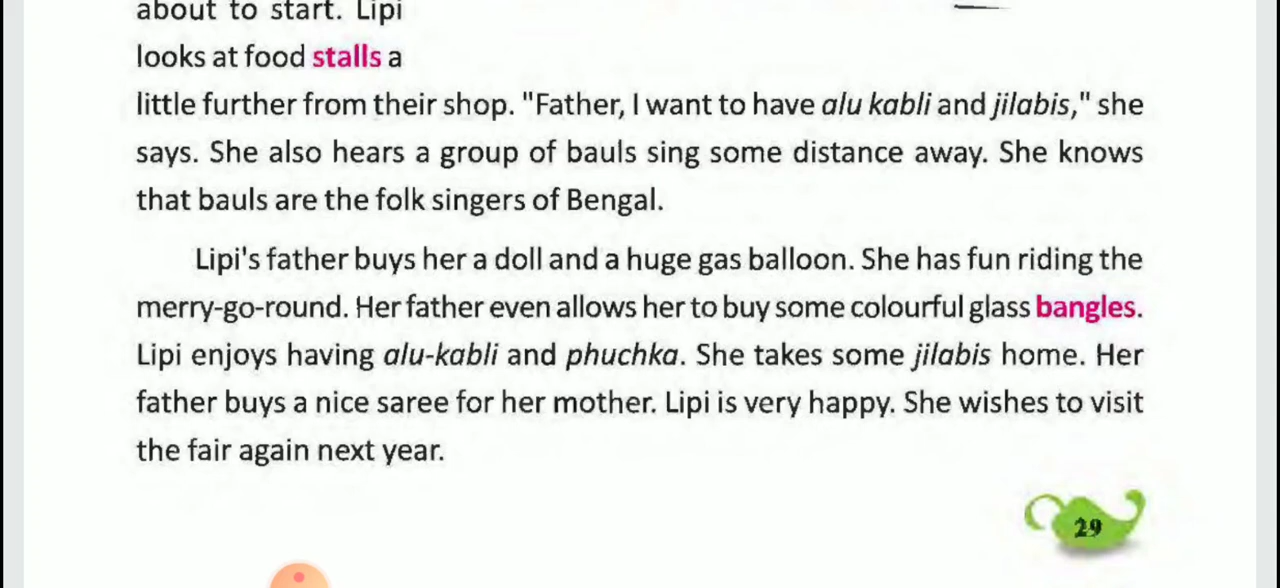 about to start. Lipi
looks at food stalls a
little further from their shop. "Father, I want to have alu kabli and jilabis," she
says. She also hears a group of bauls sing some distance away. She knows
that bauls are the folk singers of Bengal.
Lipi's father buys her a doll and a huge gas balloon. She has fun riding the
merry-go-round. Her father even allows her to buy some colourful glass bangles.
Lipi enjoys having alu-kabli and phuchka. She takes some jilabis home. Her
father buys a nice saree for her mother. Lipi is very happy. She wishes to visit
the fair again next year.
29